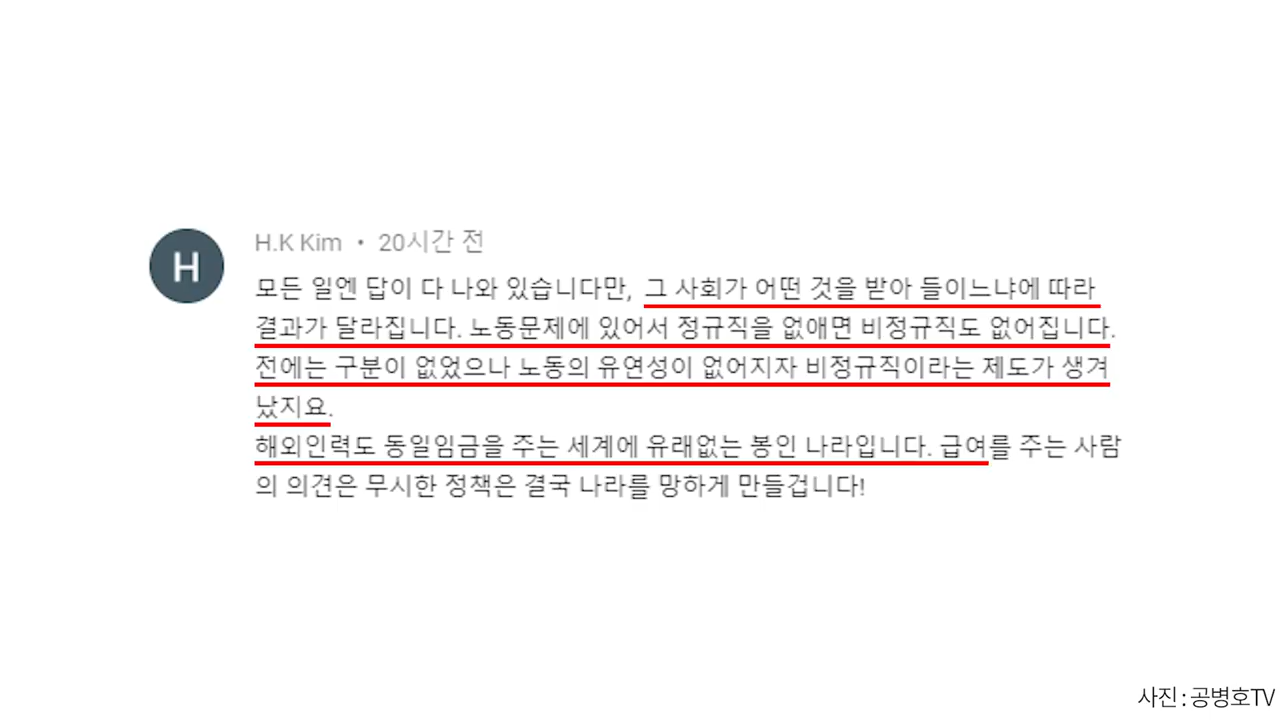 H
H.K Kim • 20시간 전
모든 일엔 답이 다 나와 있습니다만, 그 사회가 어떤 것을 받아 들이느냐에 따라
결과가 달라집니다. 노동문제에 있어서 정규직을 없애면 비정규직도 없어집니다.
전에는 구분이 없었으나 노동의 유연성이 없어지자 비정규직이라는 제도가 생겨
났지요.
해외인력도 동일임금을 주는 세계에 유래없는 봉인 나라입니다. 급여를 주는 사람
의 의견은 무시한 정책은 결국 나라를 망하게 만들겁니다!
사진 : 공병호TV